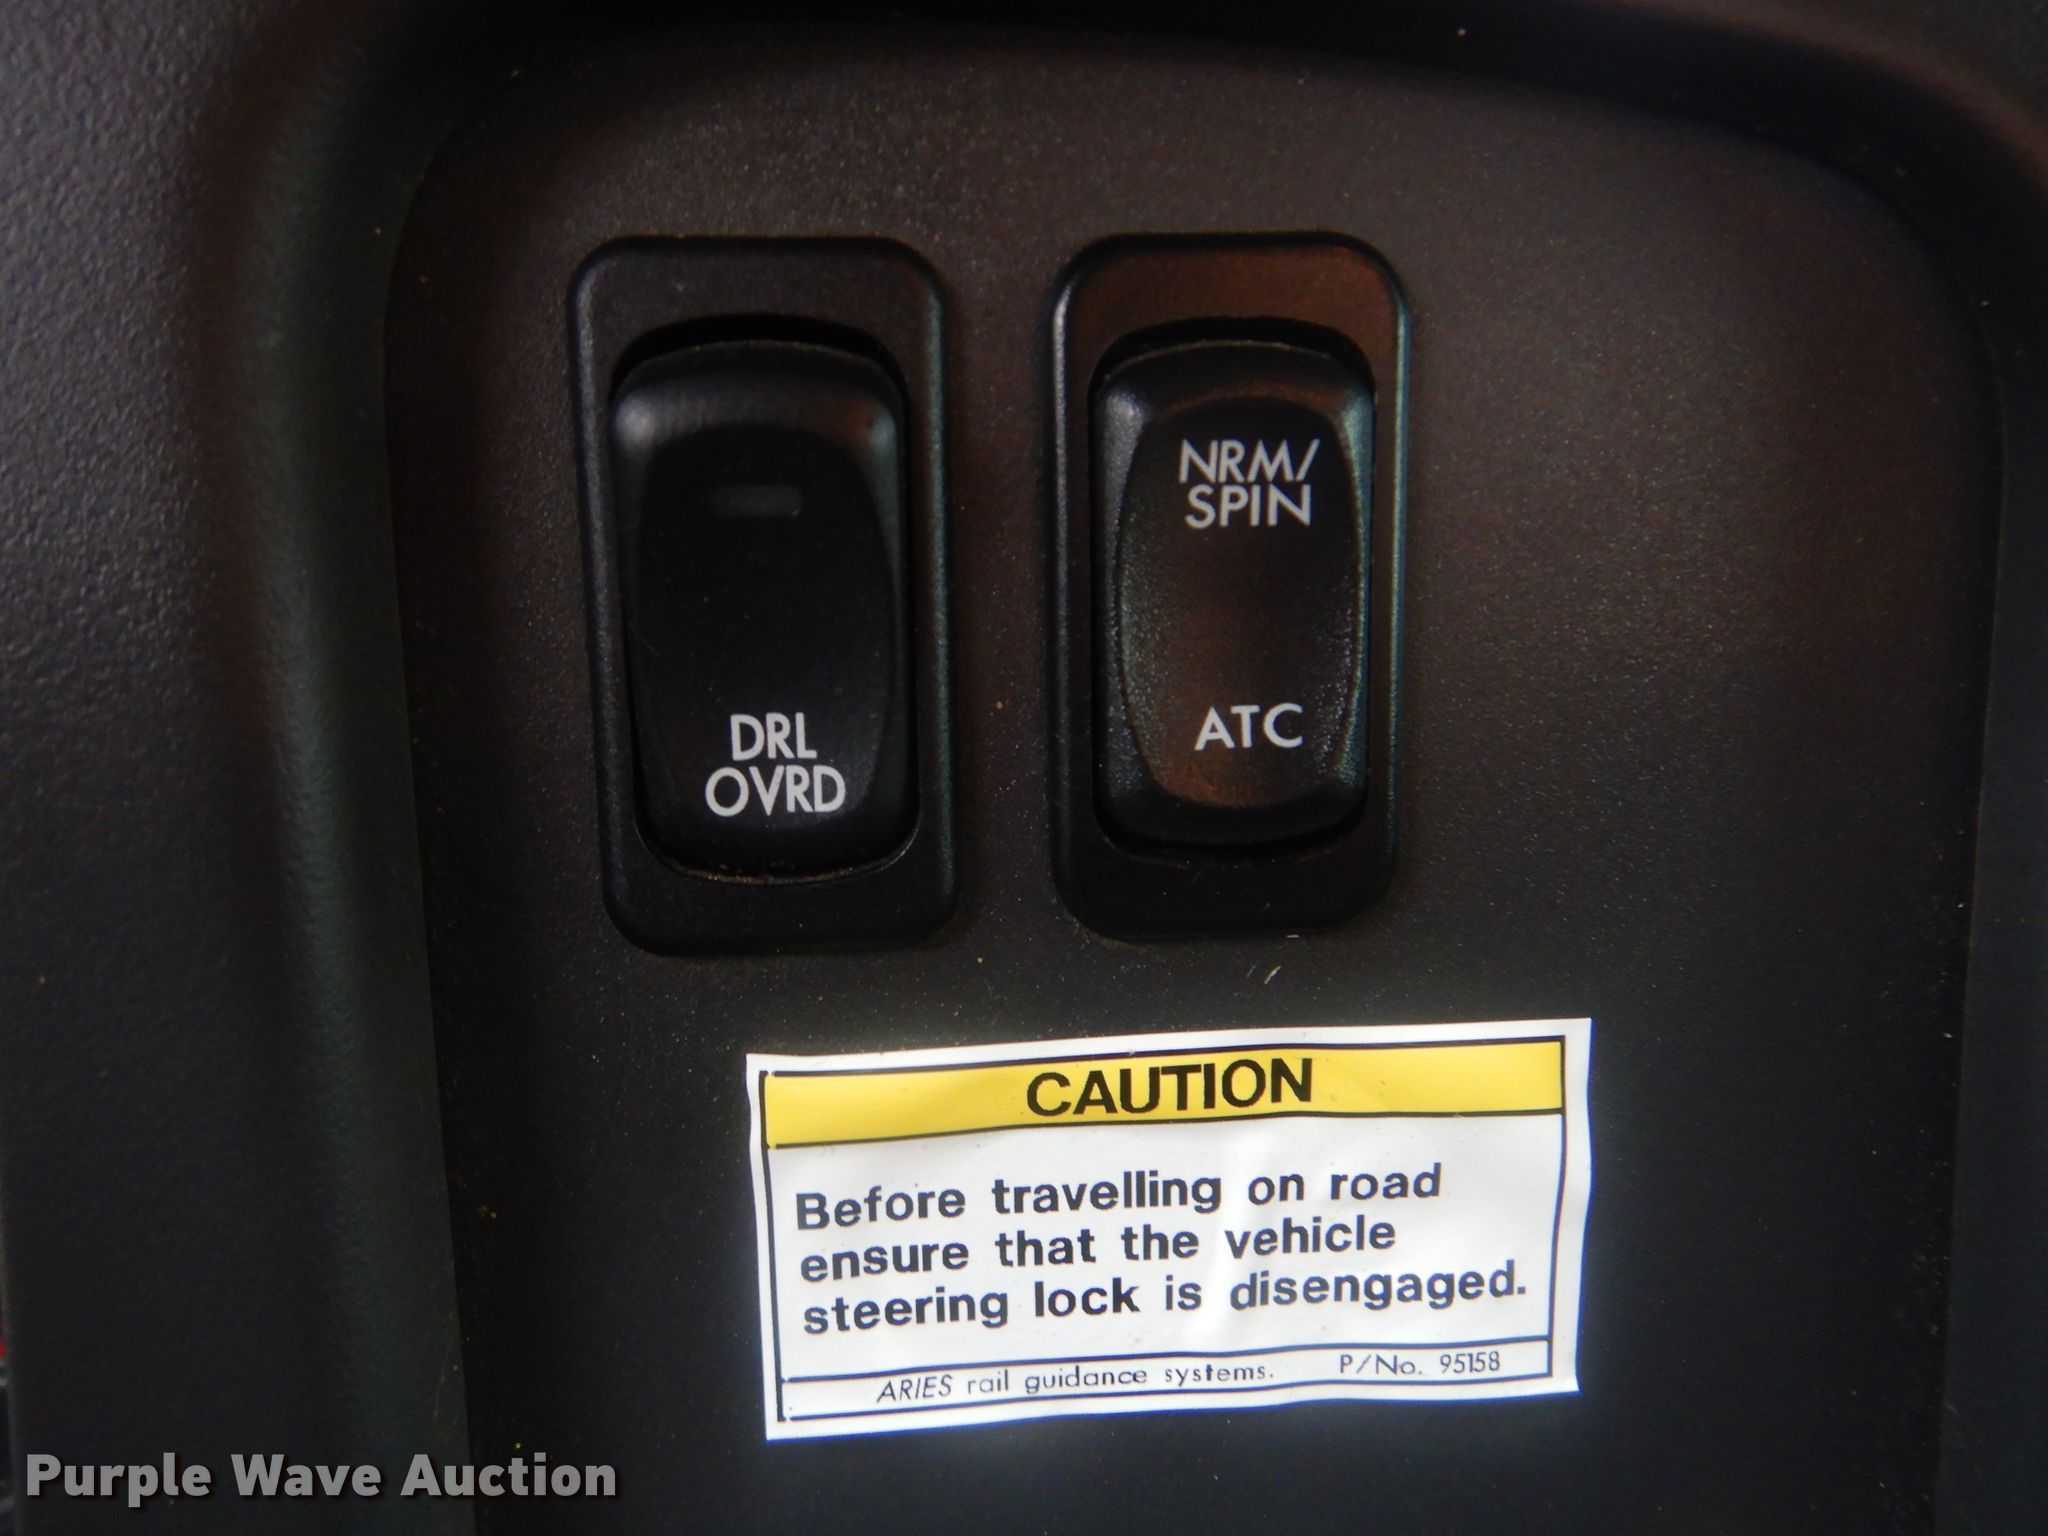 NRM/
SPIN
DRL
OVRD
ATC
CAUTION
Before travelling on road
ensure that the vehicle
steering lock is disengaged.
ARIES rail guidance systems. P/No. 95158
Purple Wave Auction